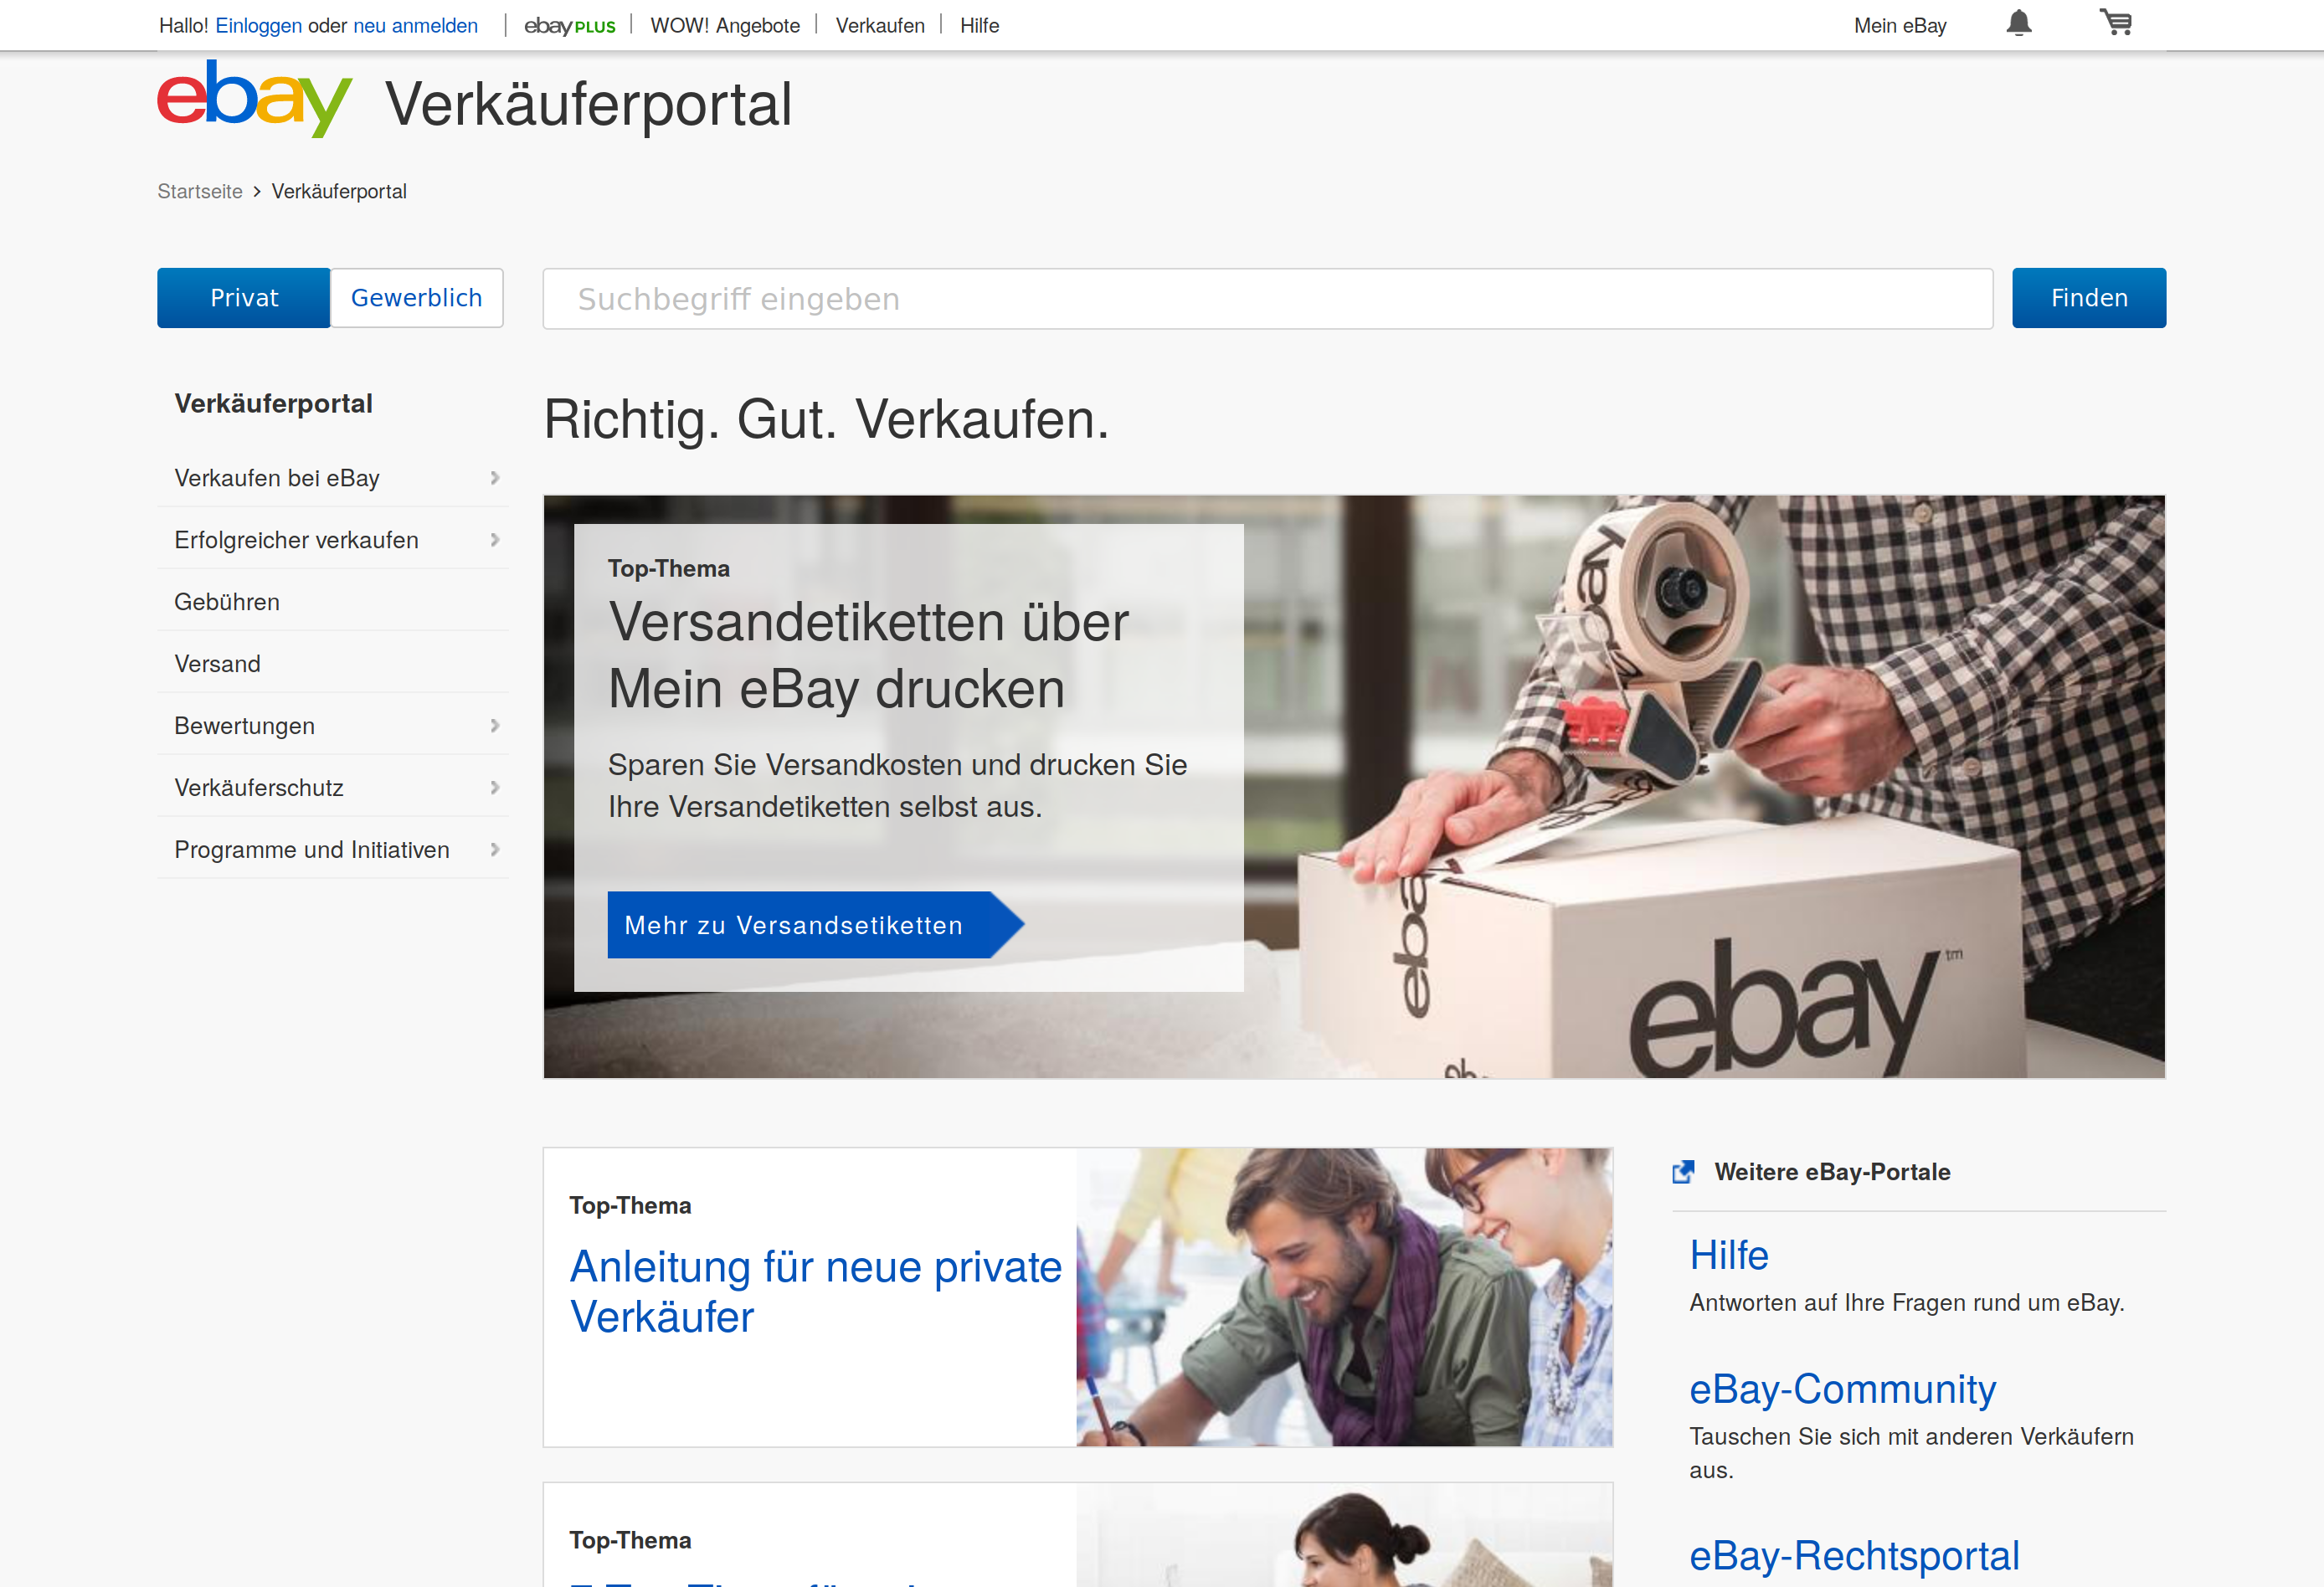 Hallo! Einloggen oder neu anmelden
ebay PLUS
WOW! Angebote
Verkaufen
Hilfe
Mein eBay
ebay Verkäuferportal
Startseite > Verkäuferportal
Privat
Gewerblich
Suchbegriff eingeben
Finden
Verkäuferportal
Verkaufen bei eBay
Erfolgreicher verkaufen
Gebühren
Versand
Bewertungen
Verkäuferschutz
Programme und Initiativen
Richtig. Gut. Verkaufen.
Top-Thema
Versandetiketten über
Mein eBay drucken
Sparen Sie Versandkosten und drucken Sie
Ihre Versandetiketten selbst aus.
Mehr zu Versandsetiketten
ebay
ebay
ebay™
Top-Thema
Anleitung für neue private
Verkäufer
Top-Thema
Weitere eBay-Portale
Hilfe
Antworten auf Ihre Fragen rund um eBay.
eBay-Community
Tauschen Sie sich mit anderen Verkäufern
aus.
eBay-Rechtsportal